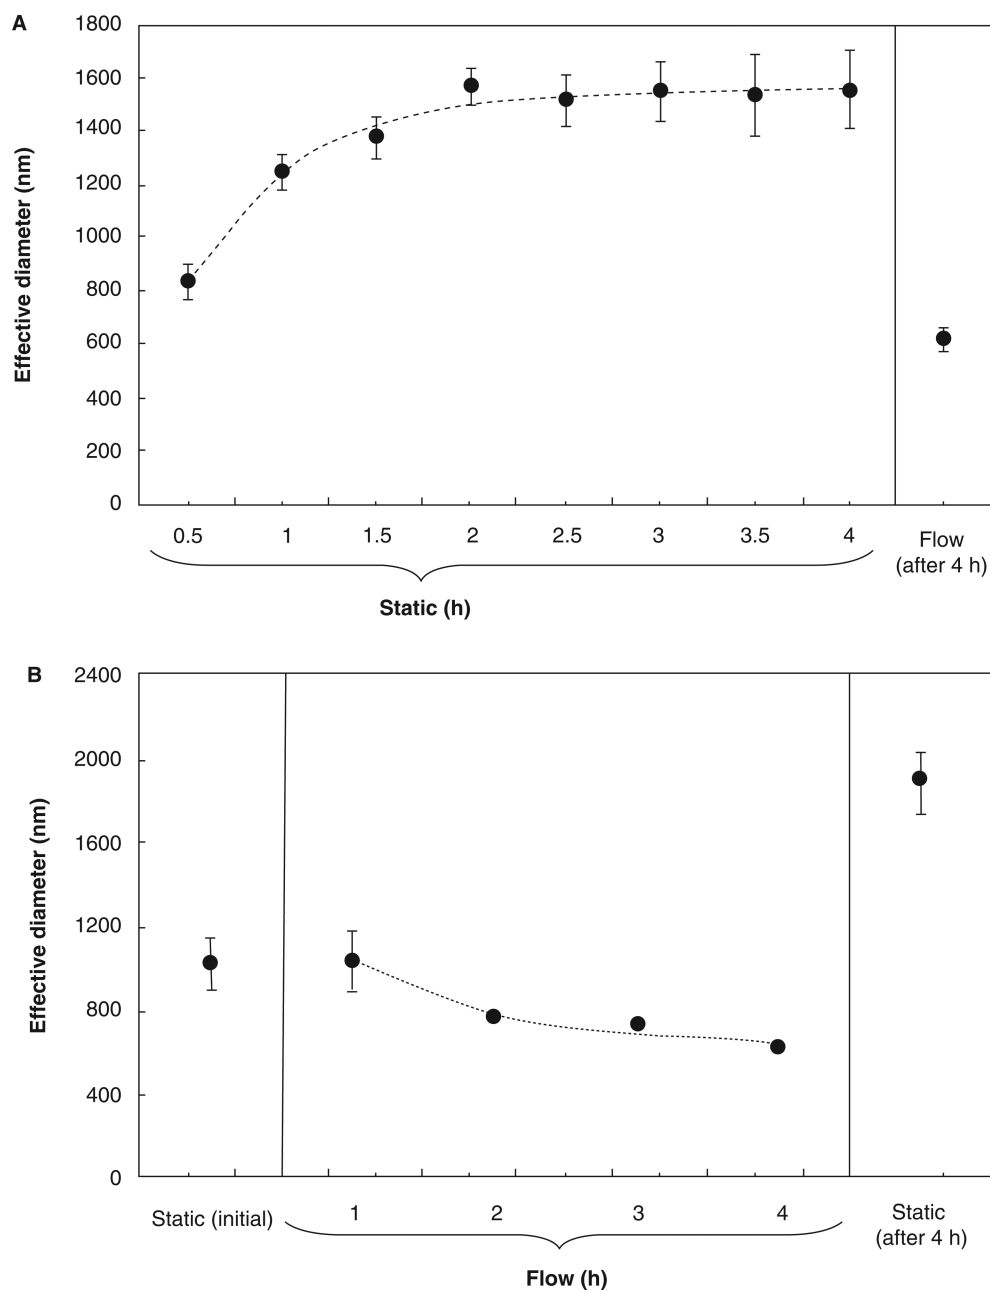 A
1800
1600
1400
1200
1000
800
600
400
200
0
Effective diameter (nm)
0.5 1 1.5 2 2.5 3 3.5 4
Flow
(after 4 h)
Static (h)
B
2400
2000
1600
1200
800
400
0
Effective diameter (nm)
Static (initial)
1 2 3 4
Static
(after 4 h)
Flow (h)